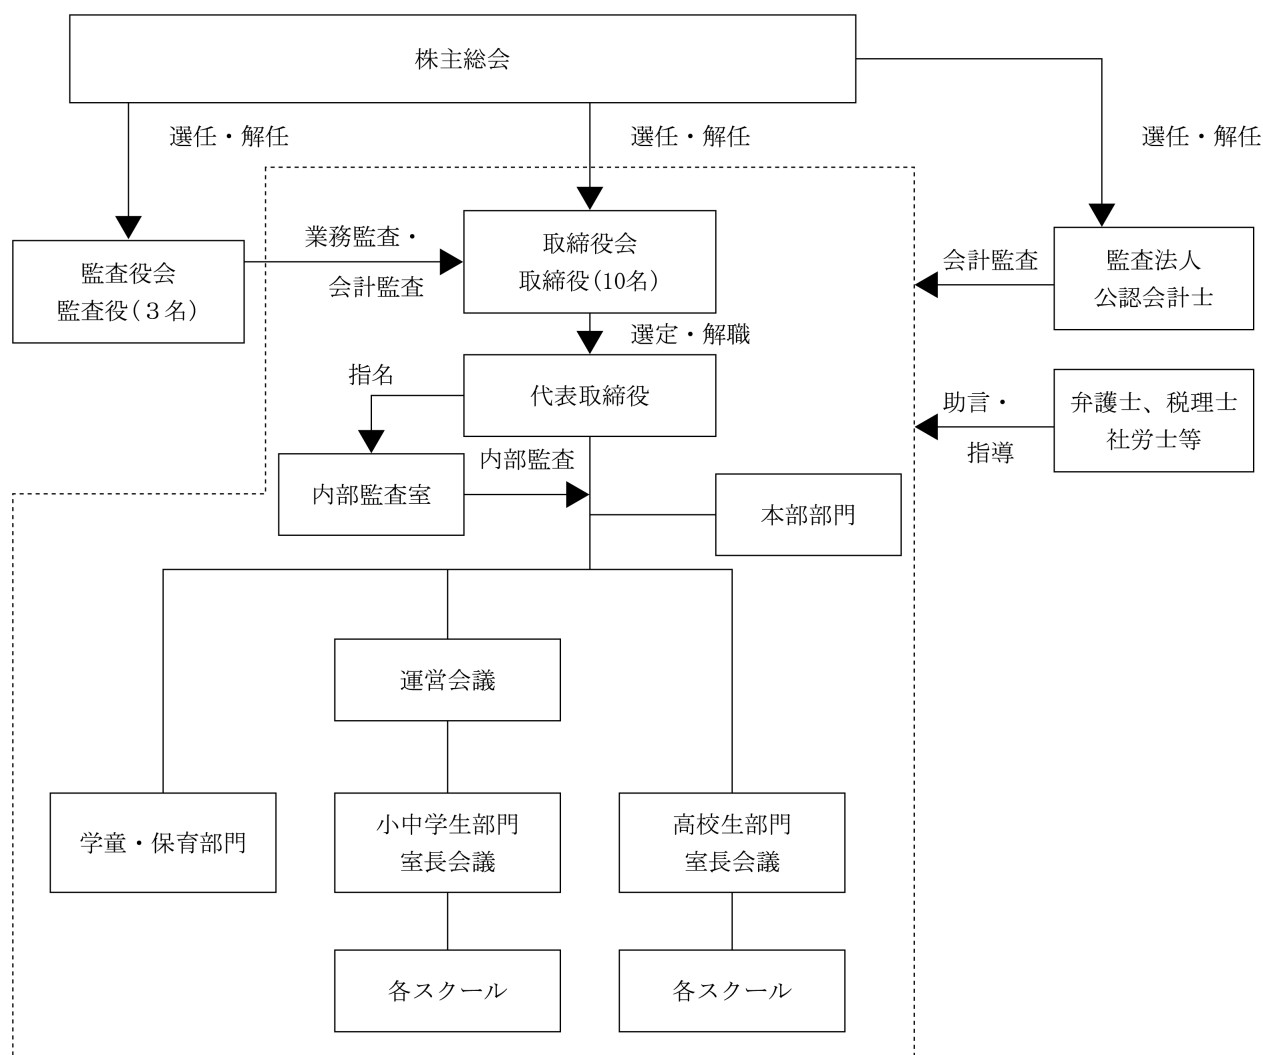 株主総会
選任・解任
選任・解任
選任・解任
監査役会
監査役(３名)
業務監査・
会計監査
取締役会
取締役(10名)
会計監査
監査法人
公認会計士
選定・解職
指名
代表取締役
助言・
指導
弁護士、税理士
社労士等
内部監査
内部監査室
本部部門
運営会議
学童・保育部門
小中学生部門
室長会議
高校生部門
室長会議
各スクール
各スクール